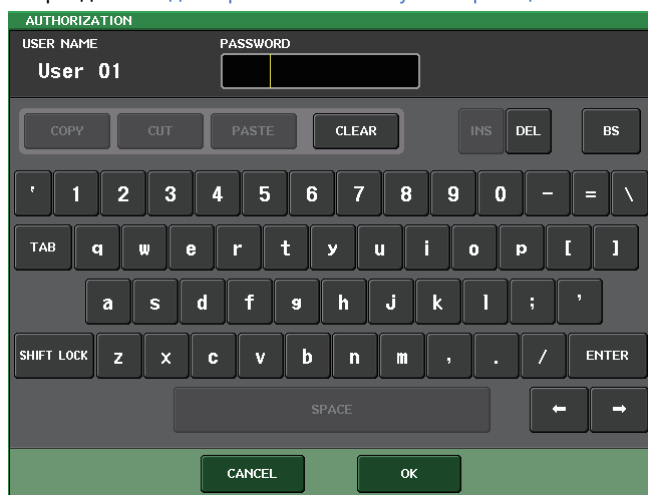 AUTHORIZATION
USER NAME PASSWORD
User 01
COPY CUT PASTE CLEAR INS DEL BS
' 1 2 3 4 5 6 7 8 9 0 - = \
TAB q w e r t y u i o p [ ]
a s d f g h j k l ; '
SHIFT LOCK z x c v b n m , . / ENTER
SPACE ← →
CANCEL OK